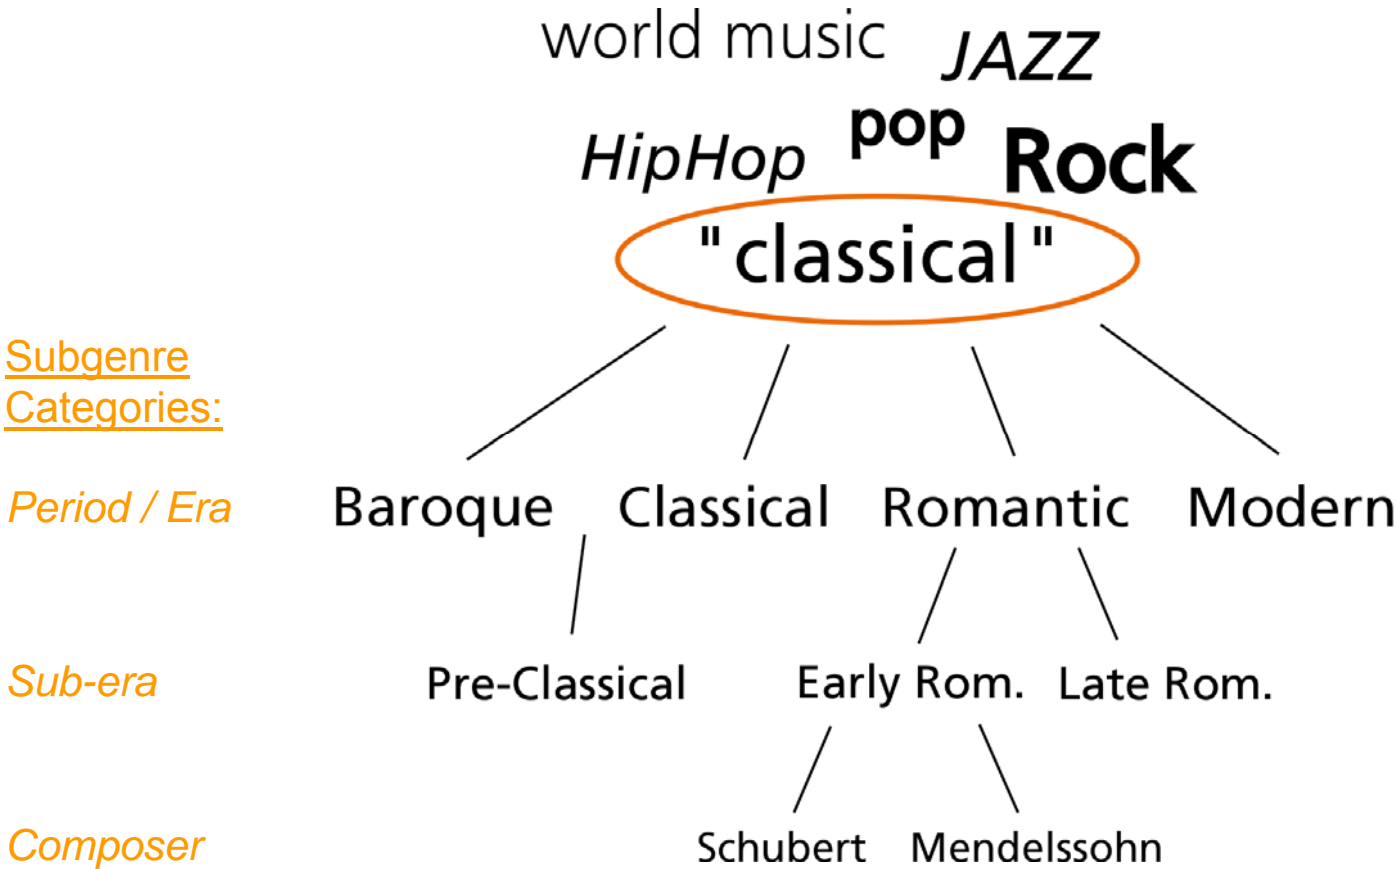 world music
JAZZ
HipHop
pop
Rock
"classical"
Subgenre
Categories:
Period / Era
Baroque
Classical
Romantic
Modern
Sub-era
Pre-Classical
Early Rom.
Late Rom.
Composer
Schubert
Mendelssohn